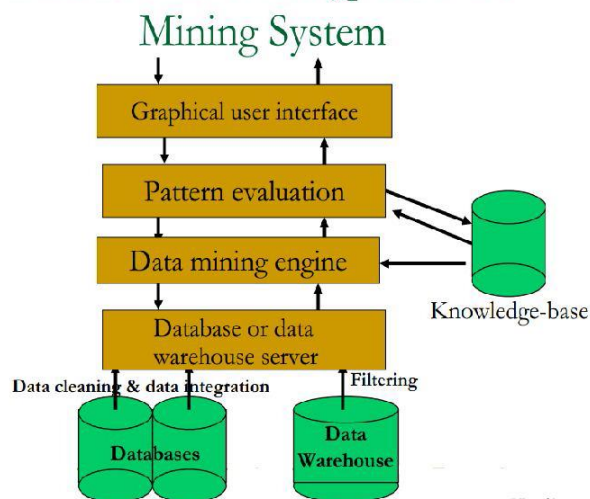 Mining System
Graphical user interface
Pattern evaluation
Data mining engine
Knowledge-base
Database or data
warehouse server
Data cleaning & data integration
Filtering
Databases
Data
Warehouse